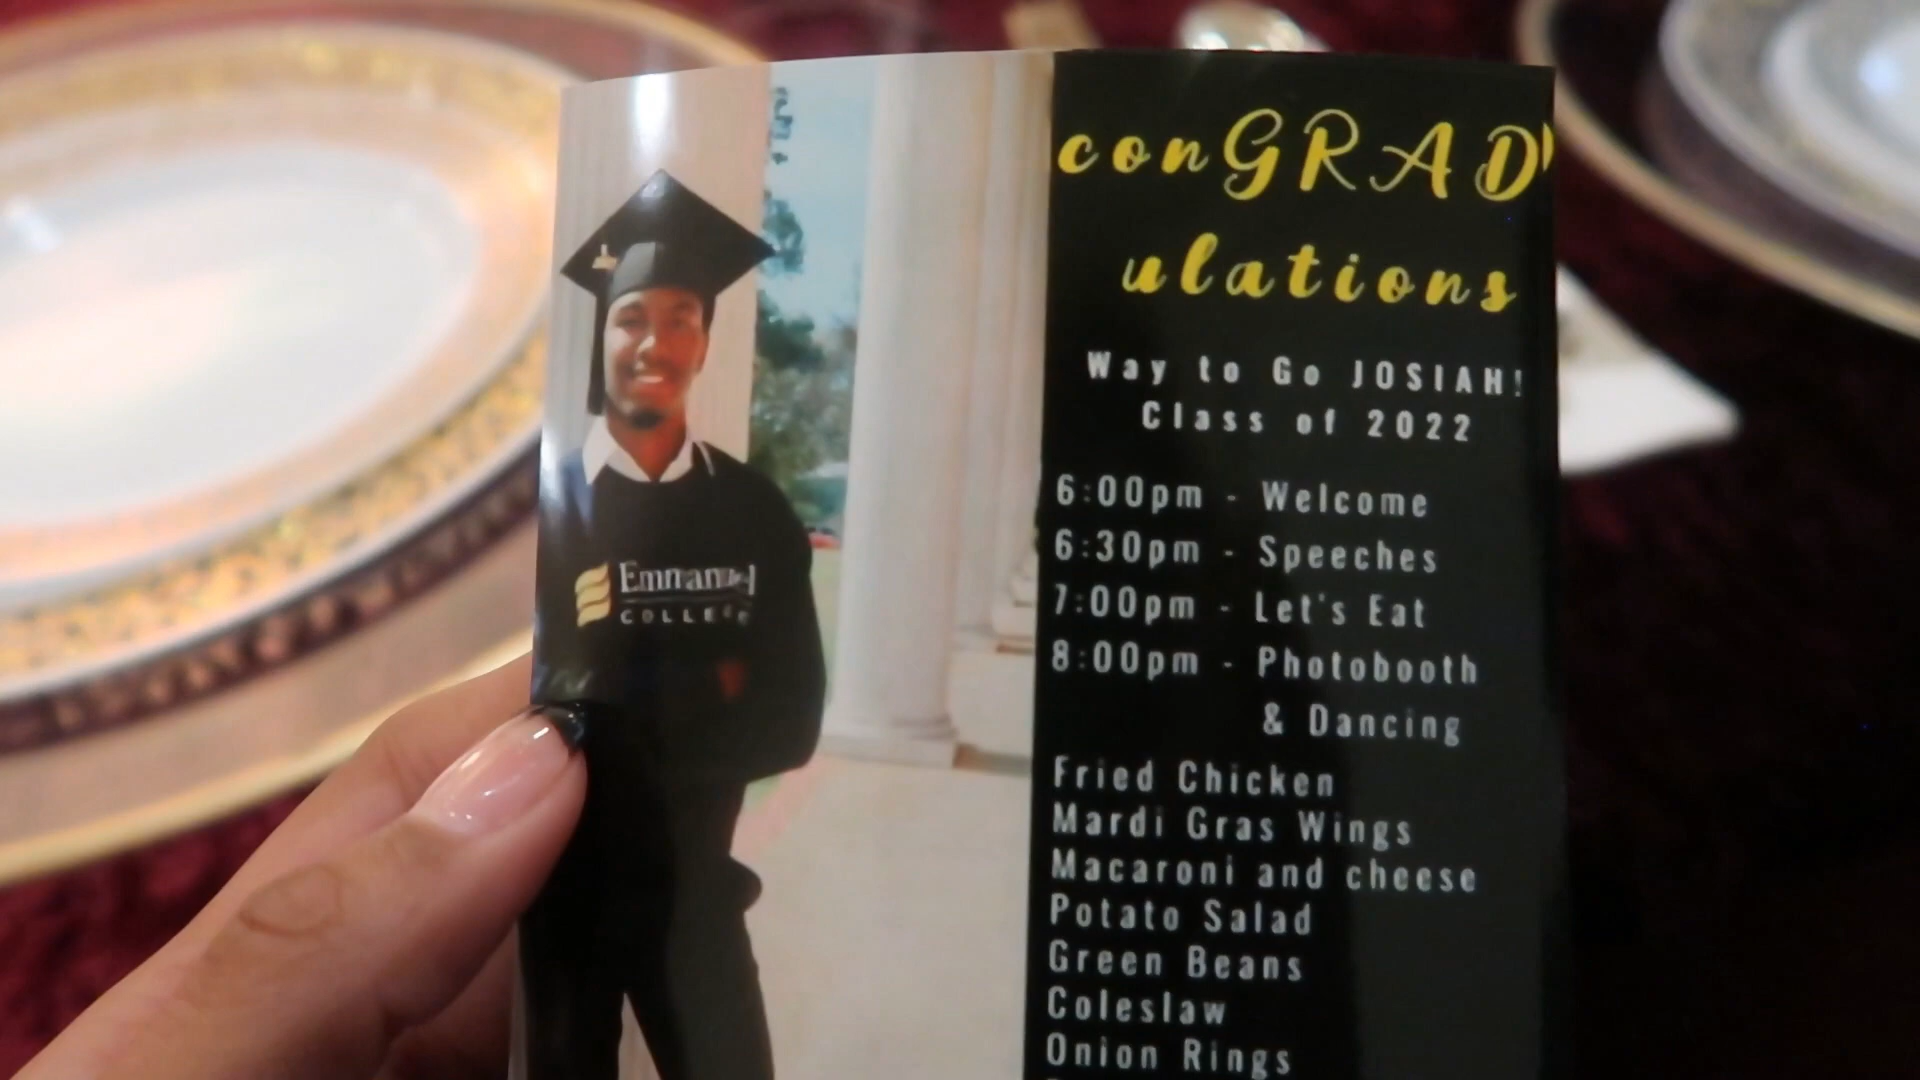 conGRAD'
ulations
Way to Go JOSIAH!
Class of 2022
6:00pm - Welcome
6:30pm - Speeches
7:00pm - Let's Eat
8:00pm - Photobooth
& Dancing
Fried Chicken
Mardi Gras Wings
Macaroni and cheese
Potato Salad
Green Beans
Coleslaw
Onion Rings
Emmanuel
COLLEGE